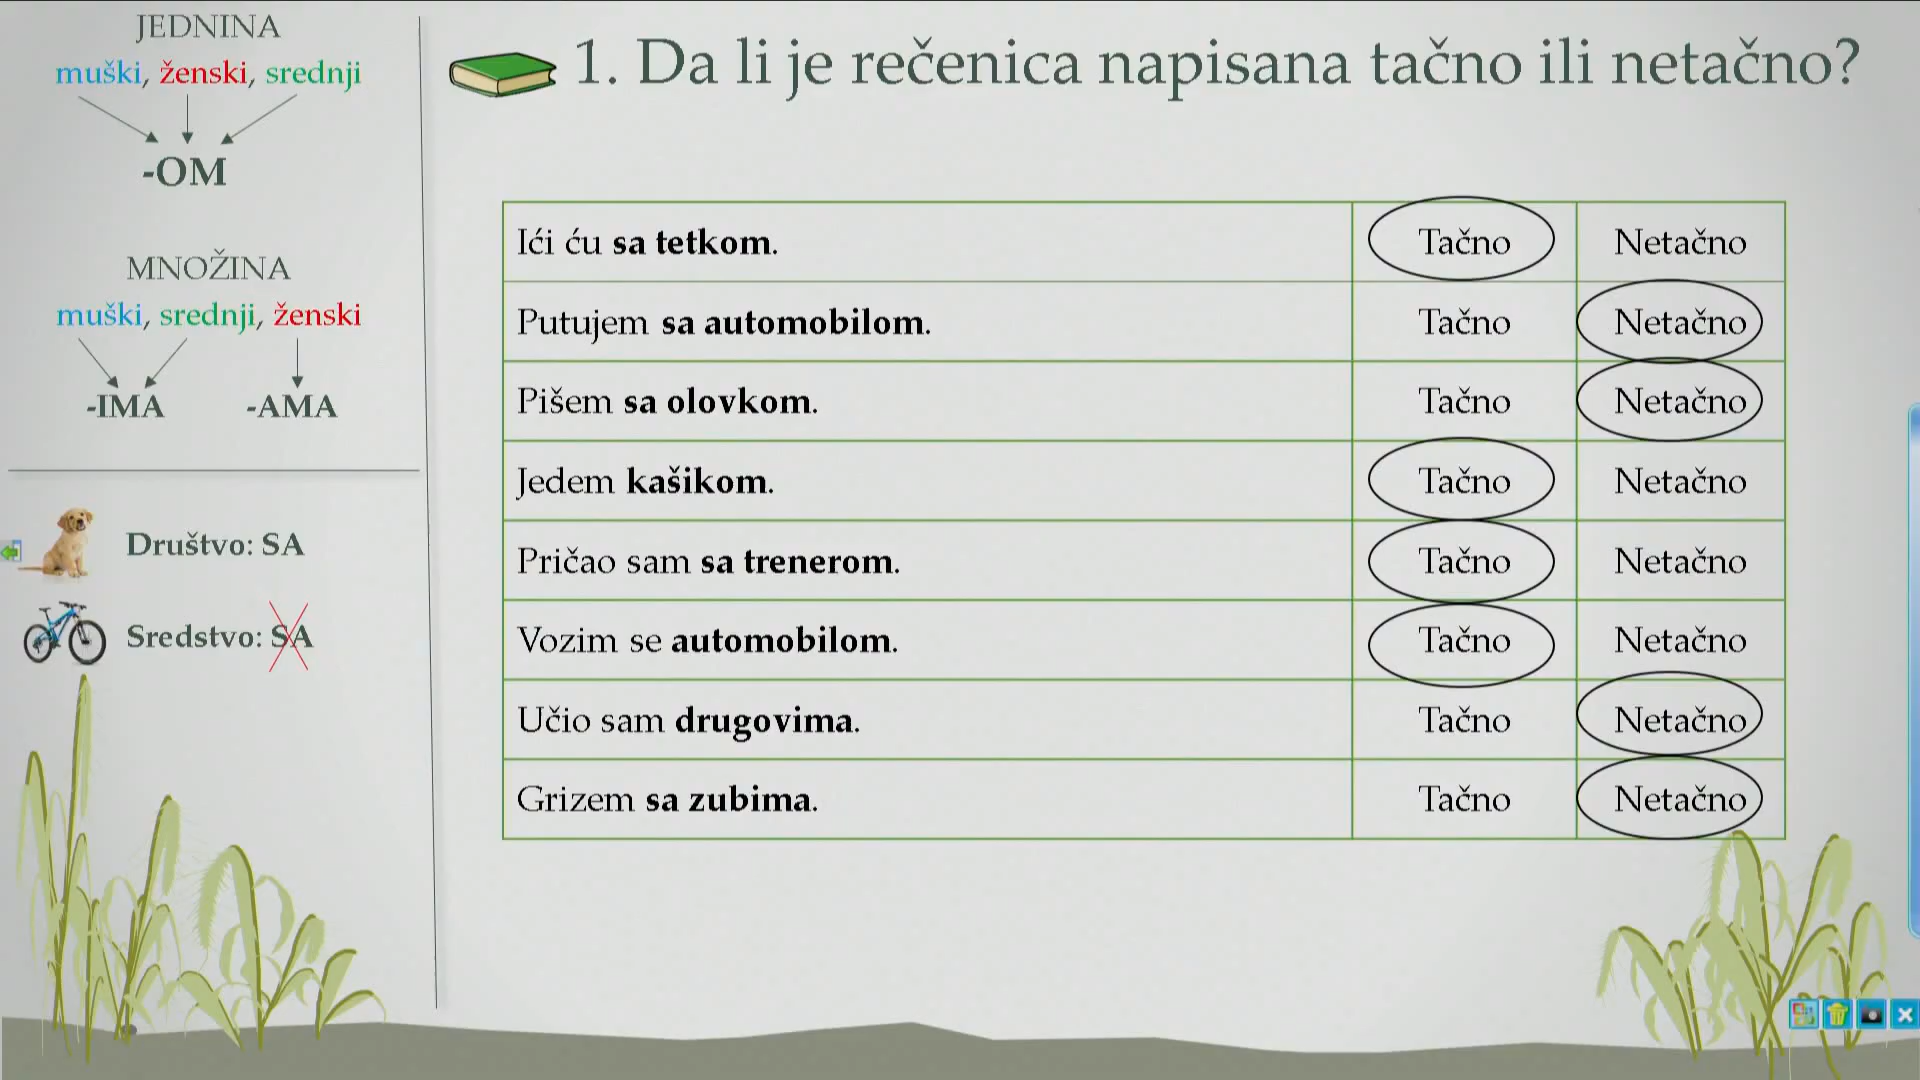 JEDNINA
muški, ženski, srednji
-OM
MNOŽINA
muški, srednji, ženski
-IMA -AMA
Društvo: SA
Sredstvo: SA
1. Da li je rečenica napisana tačno ili netačno?
Ići ću sa tetkom. Tačno Netačno
Putujem sa automobilom. Tačno Netačno
Pišem sa olovkom. Tačno Netačno
Jedem kašikom. Tačno Netačno
Pričao sam sa trenerom. Tačno Netačno
Vozim se automobilom. Tačno Netačno
Učio sam drugovima. Tačno Netačno
Grizem sa zubima. Tačno Netačno